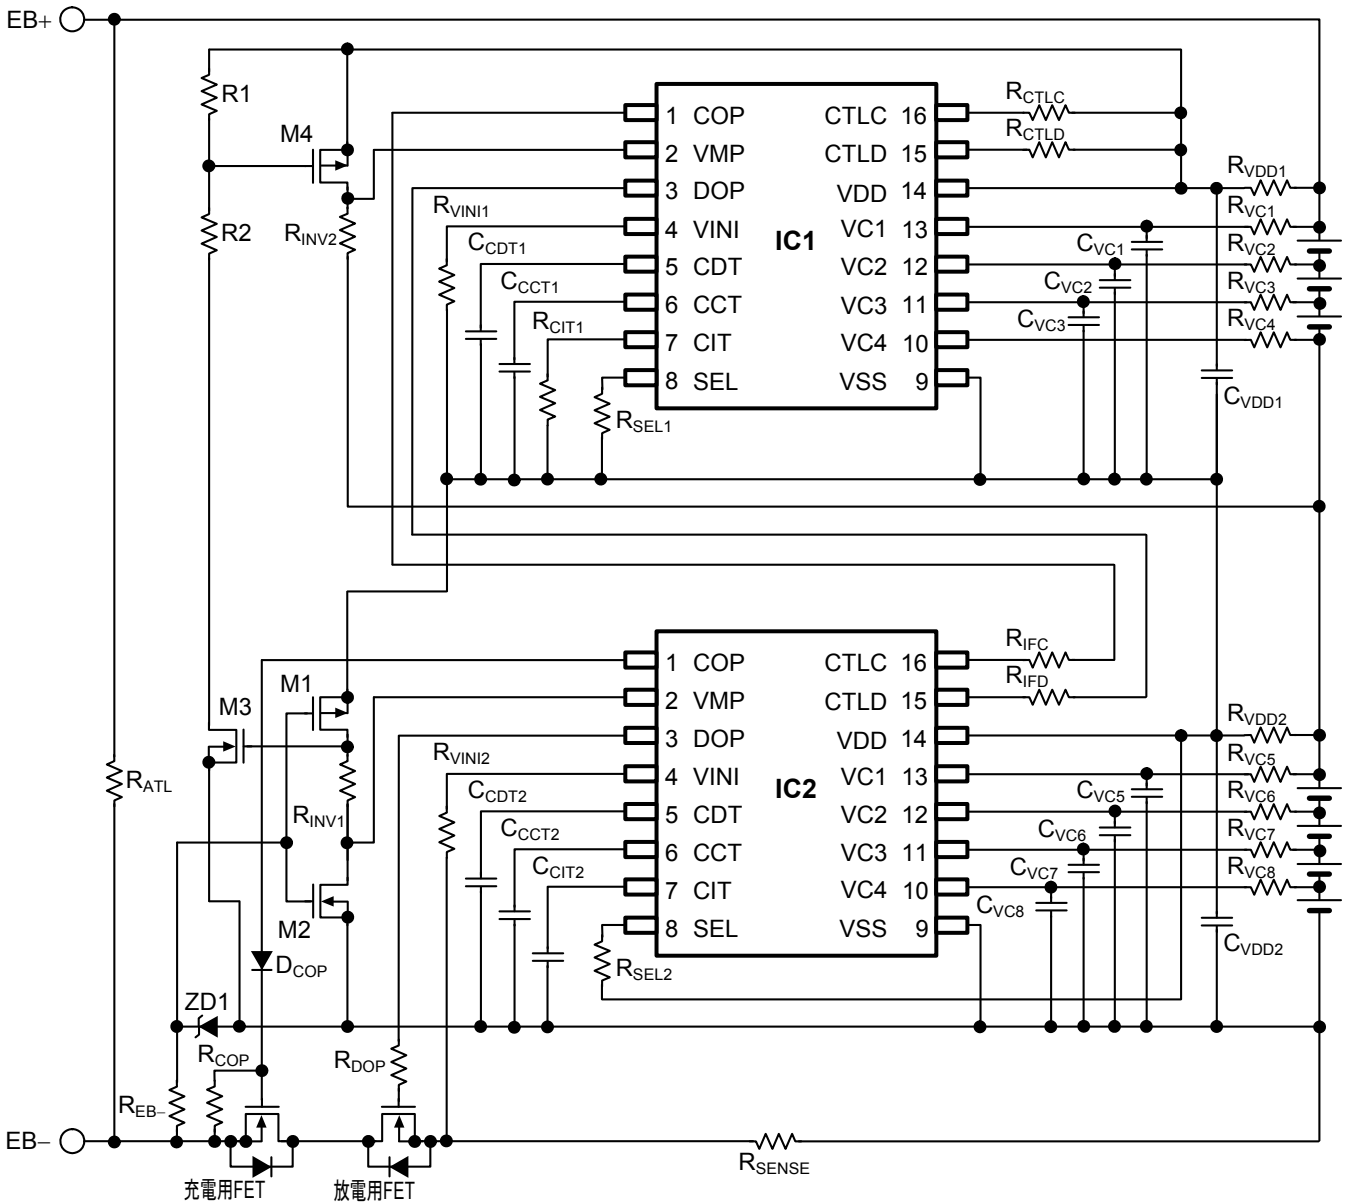 EB+
R1
M4
R2
RINV2
RVINI1
CCDT1
CCCT1
RCIT1
RSEL1
1 COP
2 VMP
3 DOP
4 VINI
5 CDT
6 CCT
7 CIT
8 SEL
IC1
CTLC 16
CTLD 15
VDD 14
VC1 13
VC2 12
VC3 11
VC4 10
VSS 9
RCTLC
RCTLD
RVDD1
RVC1
RVC2
RVC3
RVC4
CVC1
CVC2
CVC3
CVDD1
M1
M3
RATL
RINV1
M2
DCOP
RVINI2
CCDT2
CCCT2
CCIT2
RSEL2
1 COP
2 VMP
3 DOP
4 VINI
5 CDT
6 CCT
7 CIT
8 SEL
IC2
CTLC 16
CTLD 15
VDD 14
VC1 13
VC2 12
VC3 11
VC4 10
VSS 9
RIFC
RIFD
RVDD2
RVC5
RVC6
RVC7
RVC8
CVC5
CVC6
CVC7
CVC8
CVDD2
ZD1
RCOP
RDOP
REB−
EB−
RSENSE
充電用FET
放電用FET